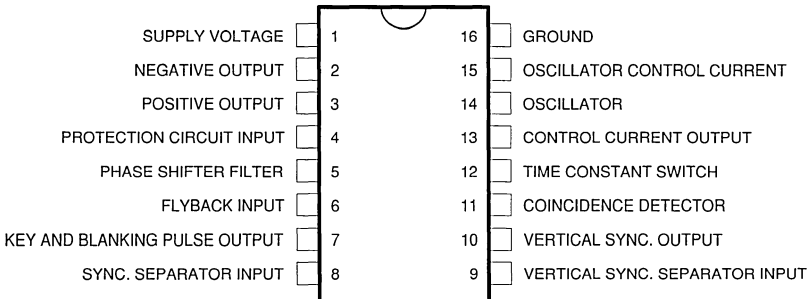 SUPPLY VOLTAGE 1 16 GROUND
NEGATIVE OUTPUT 2 15 OSCILLATOR CONTROL CURRENT
POSITIVE OUTPUT 3 14 OSCILLATOR
PROTECTION CIRCUIT INPUT 4 13 CONTROL CURRENT OUTPUT
PHASE SHIFTER FILTER 5 12 TIME CONSTANT SWITCH
FLYBACK INPUT 6 11 COINCIDENCE DETECTOR
KEY AND BLANKING PULSE OUTPUT 7 10 VERTICAL SYNC. OUTPUT
SYNC. SEPARATOR INPUT 8 9 VERTICAL SYNC. SEPARATOR INPUT